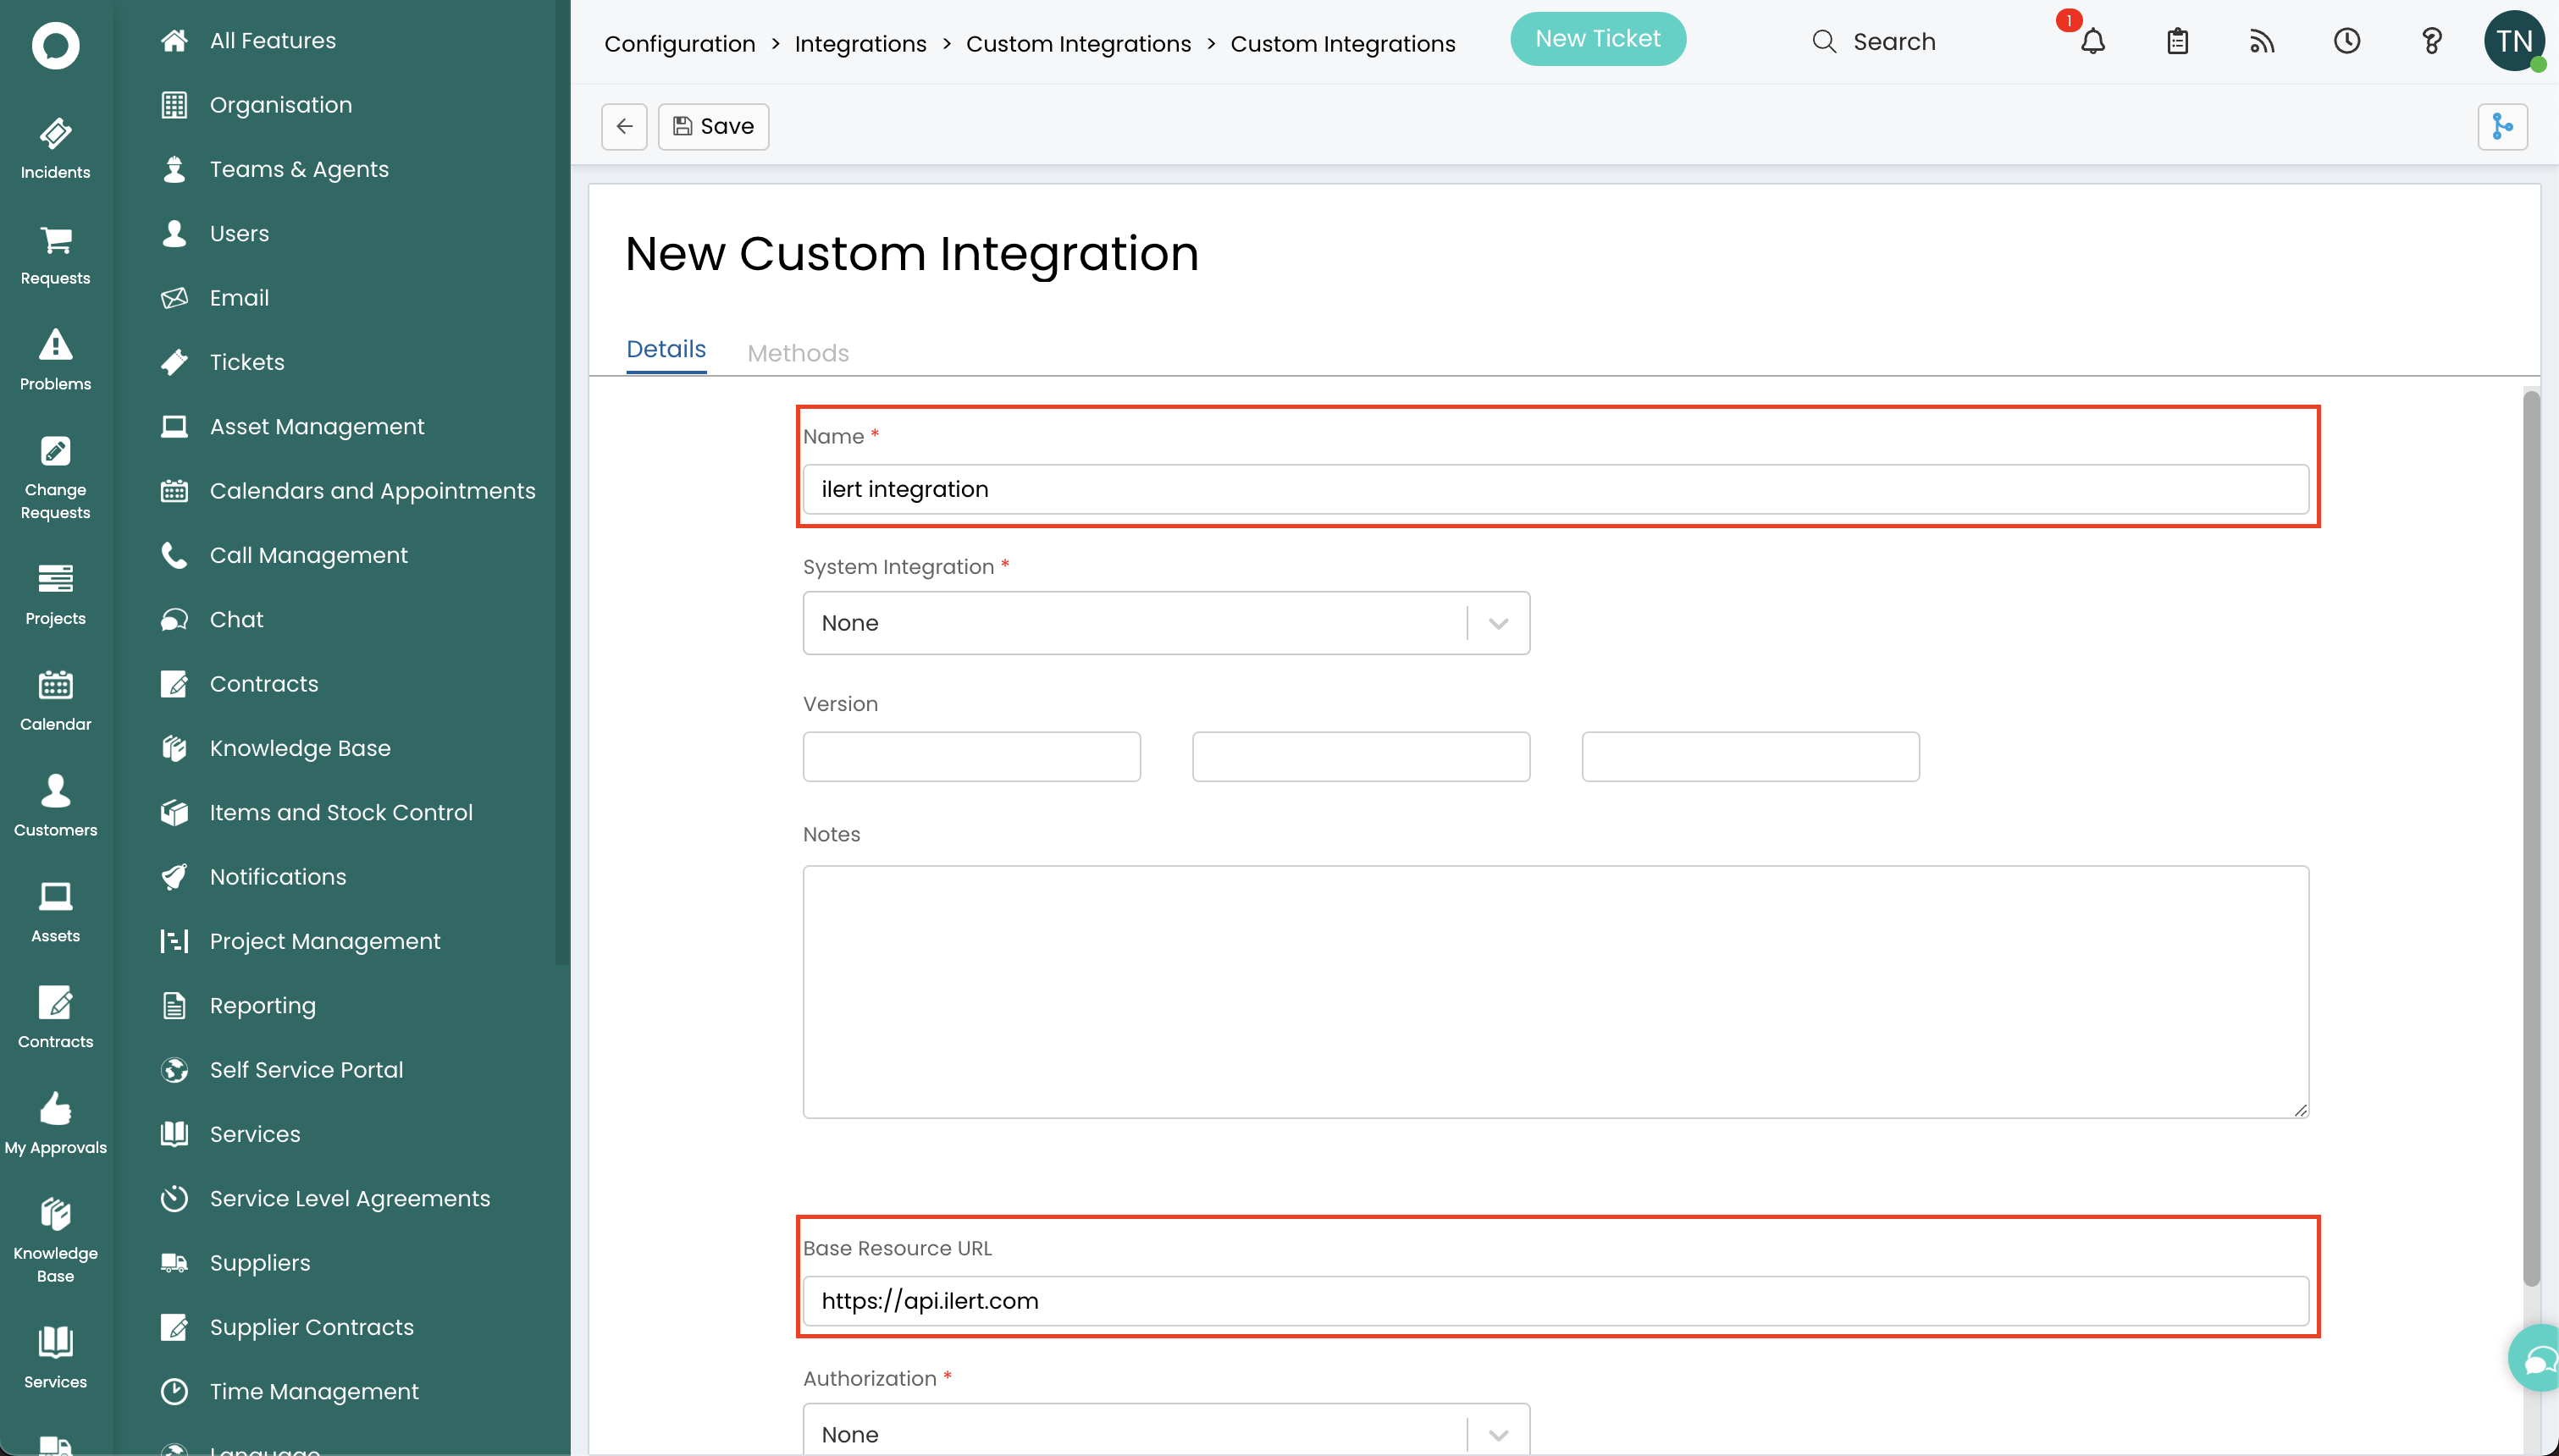 Incidents
Requests
Problems
Change
Requests
Projects
Calendar
Customers
Assets
Contracts
My Approvals
Knowledge
Base
Services
All Features
Organisation
Teams & Agents
Users
Email
Tickets
Asset Management
Calendars and Appointments
Call Management
Chat
Contracts
Knowledge Base
Items and Stock Control
Notifications
Project Management
Reporting
Self Service Portal
Services
Service Level Agreements
Suppliers
Supplier Contracts
Time Management
Language
Configuration > Integrations > Custom Integrations > Custom Integrations
New Ticket
Search
1
TN
Save
New Custom Integration
Details
Methods
Name *
ilert integration
System Integration *
None
Version
Notes
Base Resource URL
https://api.ilert.com
Authorization *
None